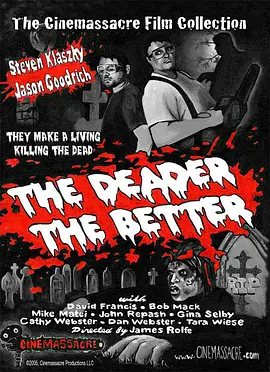 The Cinemassacre Film Collection
Steven Klaszky
Jason Goodrich
THEY MAKE A LIVING
KILLING THE DEAD
THE DEADER
THE BETTER
RIP
with
David Francis • Bob Mack
Mike Matei • John Repash • Gina Selby
Cathy Webster • Dan Webster • Tara Wiese
Directed by James Rolfe
CINEMASSACRE
www.CINEMASSACRE.com
©2005, Cinemassacre Productions LLC